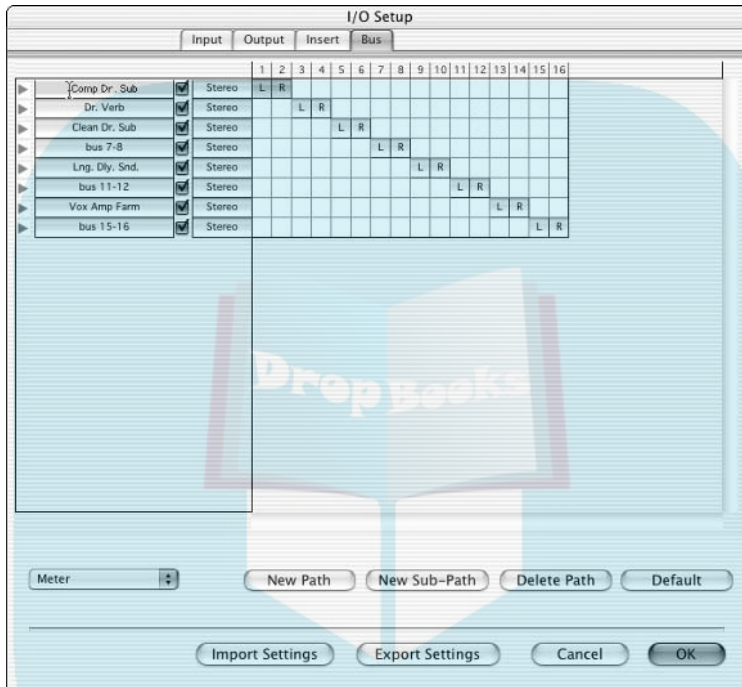 I/O Setup
Input Output Insert Bus
1 2 3 4 5 6 7 8 9 10 11 12 13 14 15 16
Comp Dr. Sub Stereo L R
Dr. Verb Stereo L R
Clean Dr. Sub Stereo L R
bus 7-8 Stereo L R
Lng. Dly. Snd. Stereo L R
bus 11-12 Stereo L R
Vox Amp Farm Stereo L R
bus 15-16 Stereo L R
DropBooks
Meter New Path New Sub-Path Delete Path Default
Import Settings Export Settings Cancel OK